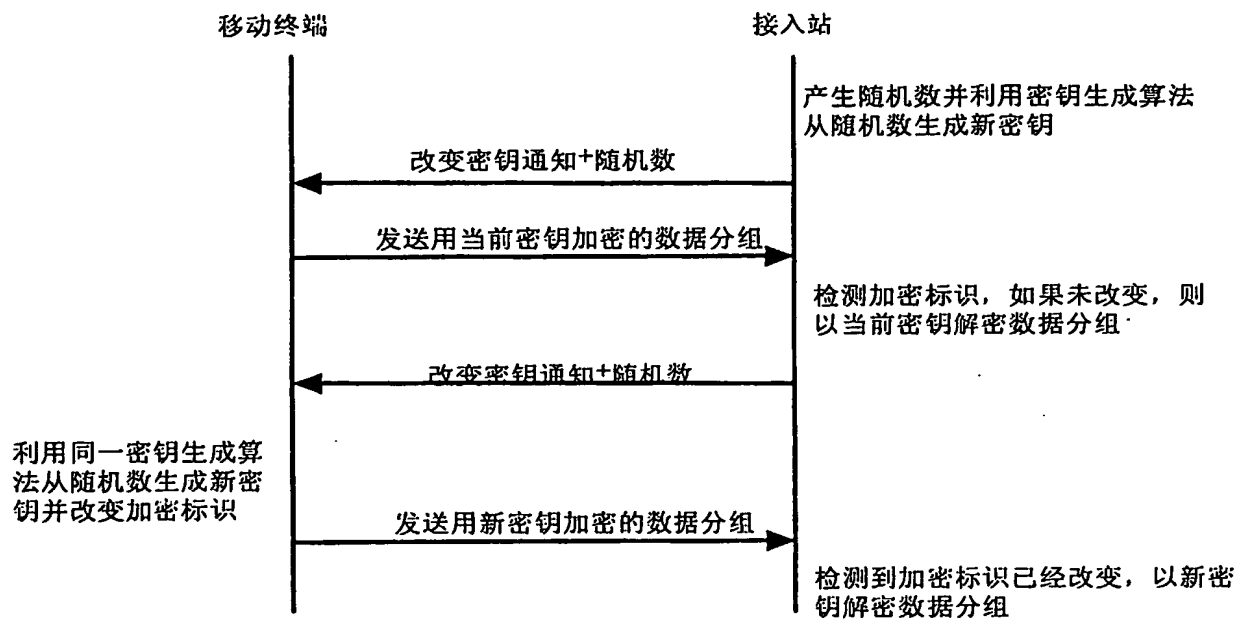 移动终端
接入站
产生随机数并利用密钥生成算法
从随机数生成新密钥
改变密钥通知+随机数
发送用当前密钥加密的数据分组
检测加密标识，如果未改变，则
以当前密钥解密数据分组
改变密钥通知+随机数
利用同一密钥生成算
法从随机数生成新密
钥并改变加密标识
发送用新密钥加密的数据分组
检测到加密标识已经改变，以新密
钥解密数据分组